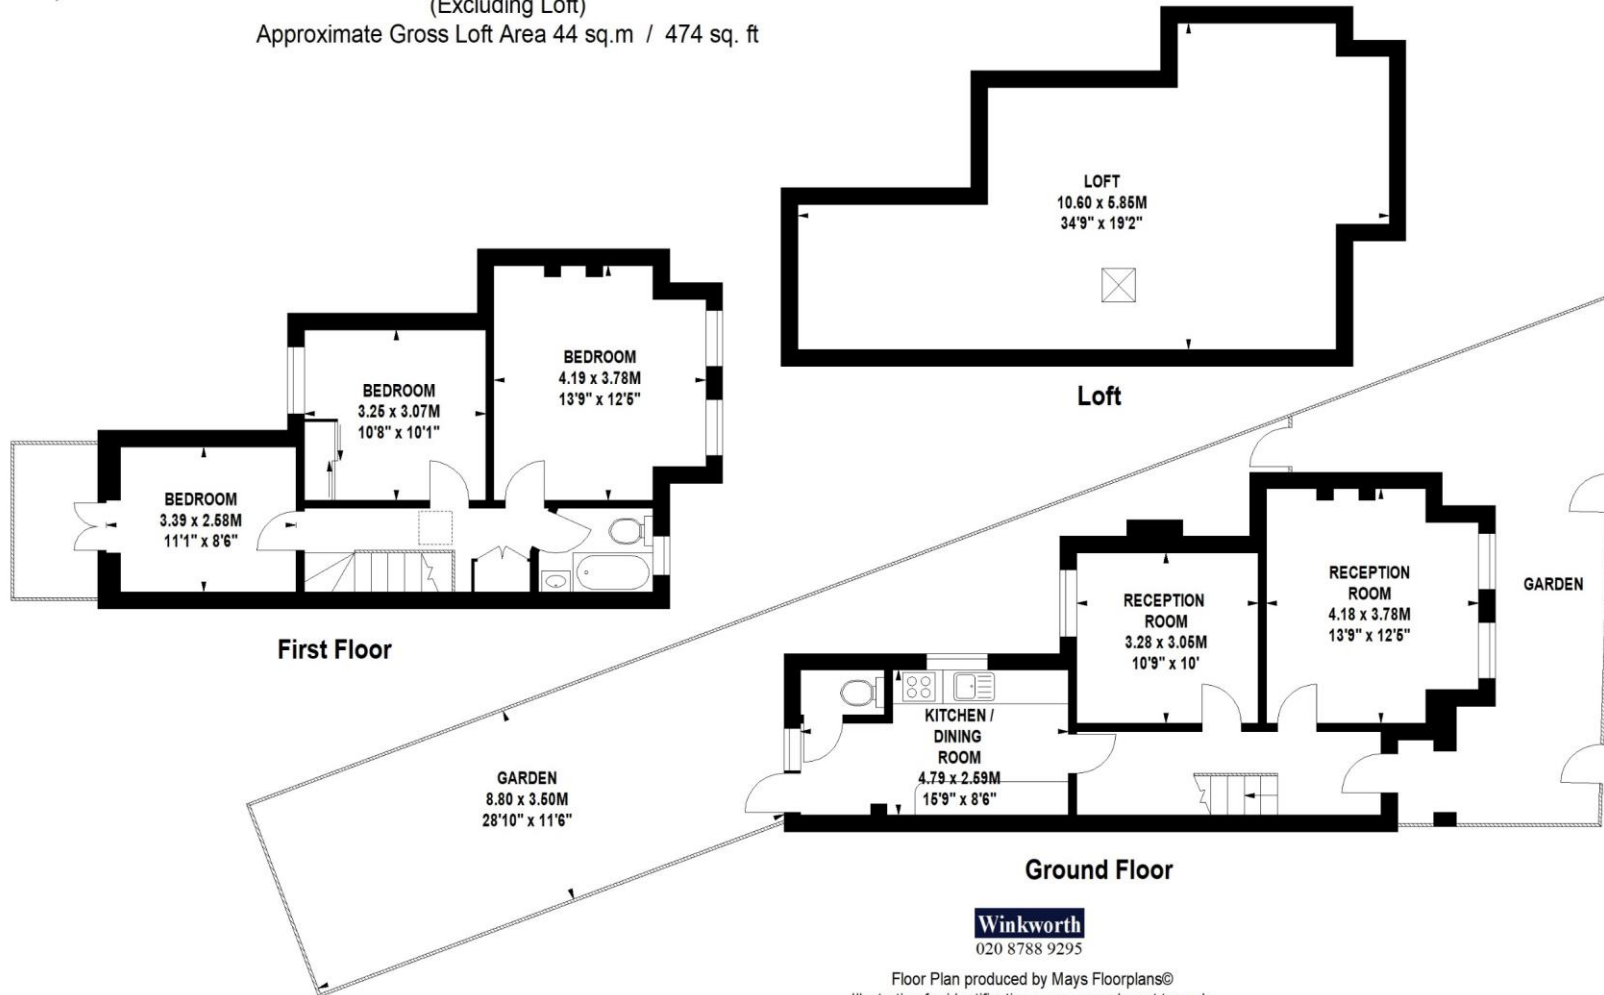 (Excluding Loft)
Approximate Gross Loft Area 44 sq.m / 474 sq. ft
LOFT
10.60 x 5.85M
34'9" x 19'2"
Loft
BEDROOM
4.19 x 3.78M
13'9" x 12'5"
BEDROOM
3.25 x 3.07M
10'8" x 10'1"
BEDROOM
3.39 x 2.58M
11'1" x 8'6"
First Floor
RECEPTION
ROOM
4.18 x 3.78M
13'9" x 12'5"
GARDEN
RECEPTION
ROOM
3.28 x 3.05M
10'9" x 10'
KITCHEN /
DINING
ROOM
4.79 x 2.59M
15'9" x 8'6"
GARDEN
8.80 x 3.50M
28'10" x 11'6"
Ground Floor
Winkworth
020 8788 9295
Floor Plan produced by Mays Floorplans©